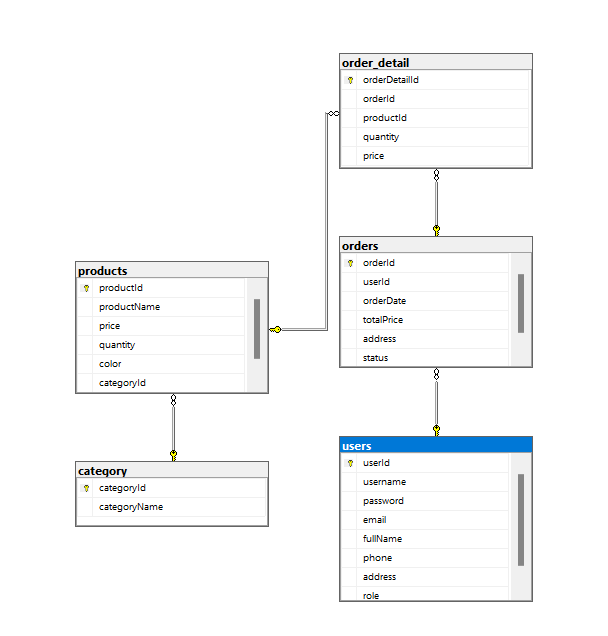 order_detail
orderDetailId
orderId
productId
quantity
price
orders
orderId
userId
orderDate
totalPrice
address
status
products
productId
productName
price
quantity
color
categoryId
category
categoryId
categoryName
users
userId
username
password
email
fullName
phone
address
role